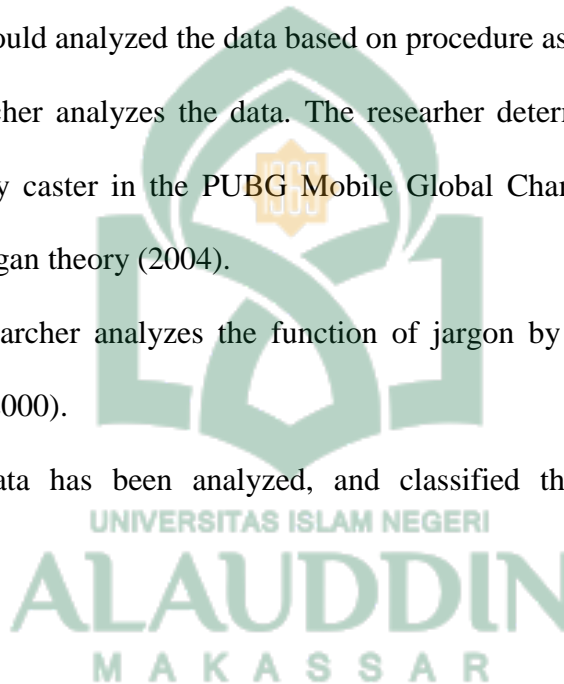 ould analyzed the data based on procedure as
her analyzes the data. The researher deter
y caster in the PUBG Mobile Global Cha
gan theory (2004).
archer analyzes the function of jargon by
000).
ata has been analyzed, and classified th
UNIVERSITAS ISLAM NEGERI
ALAUDDIN
MAKASSAR